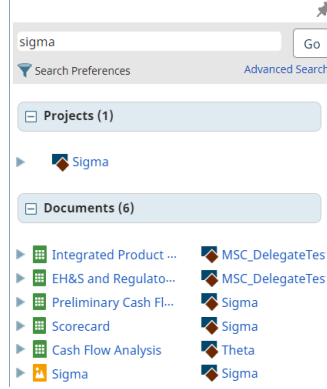 sigma
Go
Search Preferences
Advanced Search
Projects (1)
Sigma
Documents (6)
Integrated Product ... MSC_DelegateTes
EH&S and Regulato... MSC_DelegateTes
Preliminary Cash Fl... Sigma
Scorecard Sigma
Cash Flow Analysis Theta
Sigma Sigma